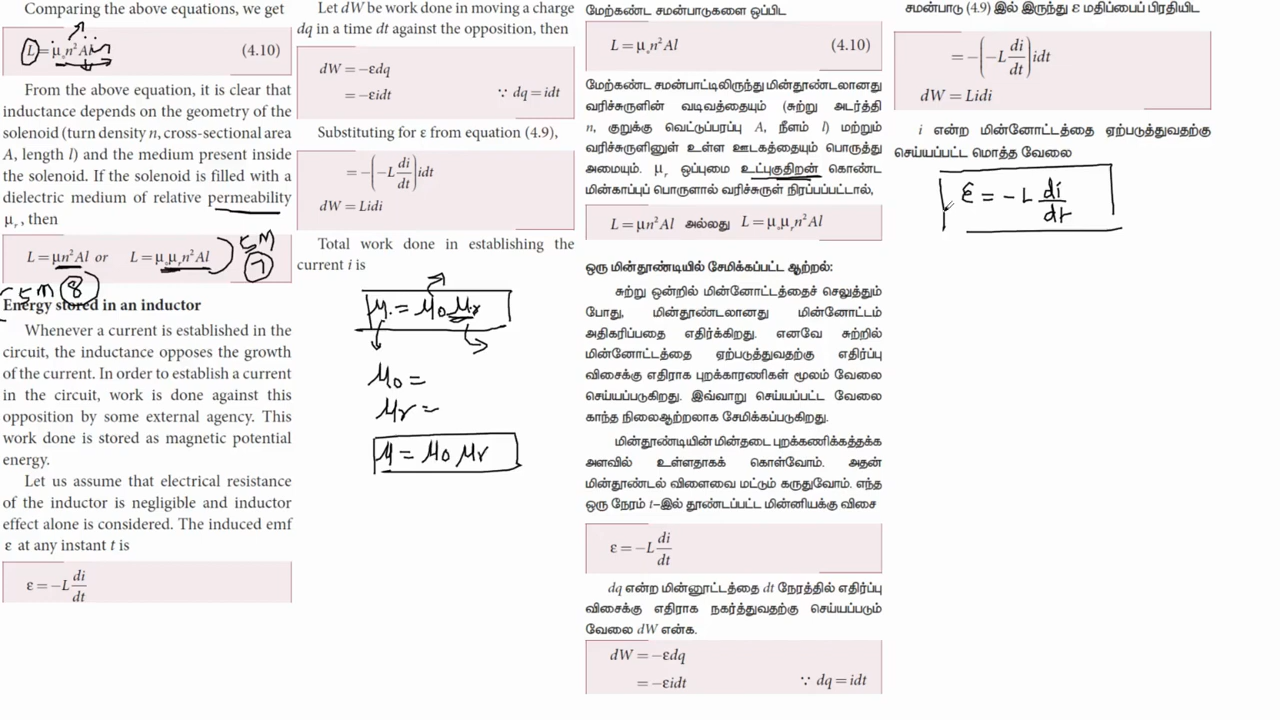 Comparing the above equations, we get
L = μ∘n²Al (4.10)
From the above equation, it is clear that
inductance depends on the geometry of the
solenoid (turn density n, cross-sectional area
A, length l) and the medium present inside
the solenoid. If the solenoid is filled with a
dielectric medium of relative permeability
μr, then
L = μn²Al or L = μ∘μr n²Al
5M
7
5M 8
Energy stored in an inductor
Whenever a current is established in the
circuit, the inductance opposes the growth
of the current. In order to establish a current
in the circuit, work is done against this
opposition by some external agency. This
work done is stored as magnetic potential
energy.
Let us assume that electrical resistance
of the inductor is negligible and inductor
effect alone is considered. The induced emf
ε at any instant t is
ε = −L di/dt
Let dW be work done in moving a charge
dq in a time dt against the opposition, then
dW = −εdq
= −εidt ∵ dq = idt
Substituting for ε from equation (4.9),
= −(−L di/dt)idt
dW = Lidi
Total work done in establishing the
current i is
μ = μ0 μr
μ0 =
μr =
μ = μ0 μr
மேற்கண்ட சமன்பாடுகளை ஒப்பிட
L = μ∘n²Al (4.10)
மேற்கண்ட சமன்பாட்டிலிருந்து மின்தூண்டலானது
வரிச்சுருளின் வடிவத்தையும் (சுற்று அடர்த்தி
n, குறுக்கு வெட்டுபரப்பு A, நீளம் l) மற்றும்
வரிச்சுருளினுள் உள்ள ஊடகத்தையும் பொருத்து
அமையும். μr ஒப்புமை உட்புகுதிறன் கொண்ட
மின்காப்புப் பொருளால் வரிச்சுருள் நிரப்பப்பட்டால்,
L = μn²Al அல்லது L = μ∘μr n²Al
ஒரு மின்தூண்டியில் சேமிக்கப்பட்ட ஆற்றல்:
சுற்று ஒன்றில் மின்னோட்டத்தைச் செலுத்தும்
போது, மின்தூண்டலானது மின்னோட்டம்
அதிகரிப்பதை எதிர்க்கிறது. எனவே சுற்றில்
மின்னோட்டத்தை ஏற்படுத்துவதற்கு எதிர்ப்பு
விசைக்கு எதிராக புறக்காரணிகள் மூலம் வேலை
செய்யப்படுகிறது. இவ்வாறு செய்யப்பட்ட வேலை
காந்த நிலைஆற்றலாக சேமிக்கப்படுகிறது.
மின்தூண்டியின் மின்தடை புறக்கணிக்கத்தக்க
அளவில் உள்ளதாகக் கொள்வோம். அதன்
மின்தூண்டல் விளைவை மட்டும் கருதுவோம். எந்த
ஒரு நேரம் t–இல் தூண்டப்பட்ட மின்னியக்கு விசை
ε = −L di/dt
dq என்ற மின்னூட்டத்தை dt நேரத்தில் எதிர்ப்பு
விசைக்கு எதிராக நகர்த்துவதற்கு செய்யப்படும்
வேலை dW என்க.
dW = −εdq
= −εidt ∵ dq = idt
சமன்பாடு (4.9) இல் இருந்து ε மதிப்பைப் பிரதியிட
= −(−L di/dt)idt
dW = Lidi
i என்ற மின்னோட்டத்தை ஏற்படுத்துவதற்கு
செய்யப்பட்ட மொத்த வேலை
ε = −L di/dt